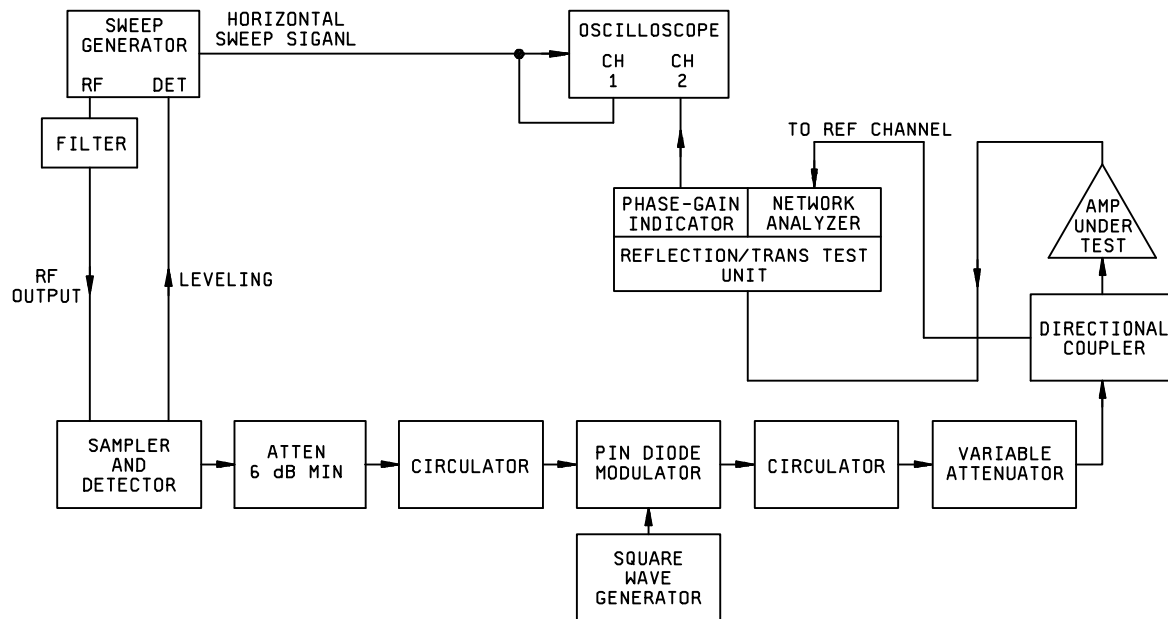 SWEEP
GENERATOR
RF DET
HORIZONTAL
SWEEP SIGANL
OSCILLOSCOPE
CH CH
1 2
FILTER
TO REF CHANNEL
PHASE-GAIN
INDICATOR
NETWORK
ANALYZER
REFLECTION/TRANS TEST
UNIT
AMP
UNDER
TEST
RF
OUTPUT
LEVELING
DIRECTIONAL
COUPLER
SAMPLER
AND
DETECTOR
ATTEN
6 dB MIN
CIRCULATOR
PIN DIODE
MODULATOR
CIRCULATOR
VARIABLE
ATTENUATOR
SQUARE
WAVE
GENERATOR